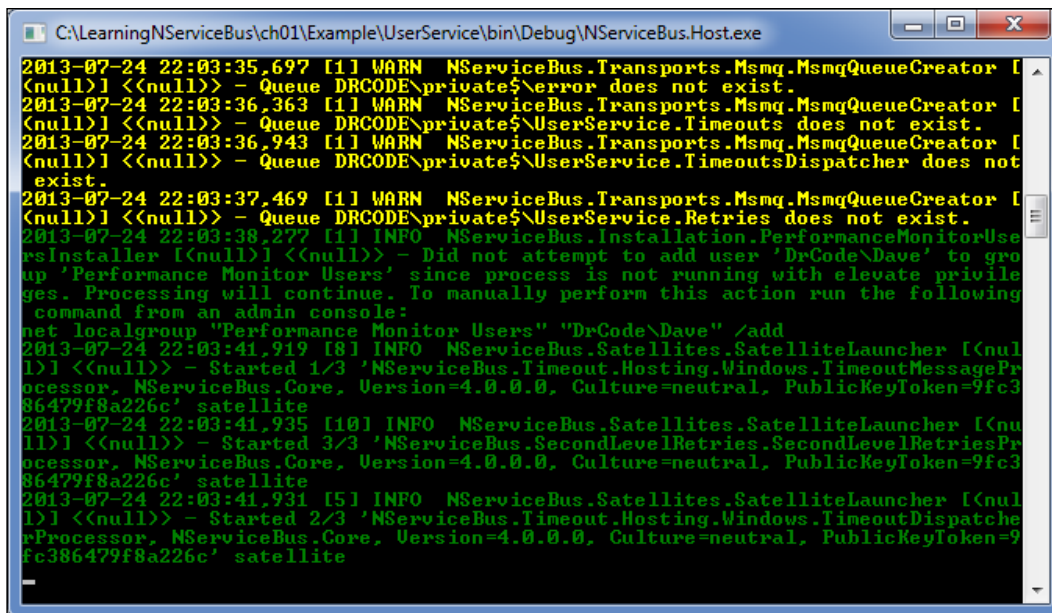 C:\LearningNServiceBus\ch01\Example\UserService\bin\Debug\NServiceBus.Host.exe
2013-07-24 22:03:35,697 [1] WARN  NServiceBus.Transports.Msmq.MsmqQueueCreator [
(null)] <(null)> - Queue DRCODE\private$\error does not exist.
2013-07-24 22:03:36,363 [1] WARN  NServiceBus.Transports.Msmq.MsmqQueueCreator [
(null)] <(null)> - Queue DRCODE\private$\UserService.Timeouts does not exist.
2013-07-24 22:03:36,943 [1] WARN  NServiceBus.Transports.Msmq.MsmqQueueCreator [
(null)] <(null)> - Queue DRCODE\private$\UserService.TimeoutsDispatcher does not
 exist.
2013-07-24 22:03:37,469 [1] WARN  NServiceBus.Transports.Msmq.MsmqQueueCreator [
(null)] <(null)> - Queue DRCODE\private$\UserService.Retries does not exist.
2013-07-24 22:03:38,277 [1] INFO  NServiceBus.Installation.PerformanceMonitorUse
rsInstaller [(null)] <(null)> - Did not attempt to add user 'DrCode\Dave' to gro
up 'Performance Monitor Users' since process is not running with elevate privile
ges. Processing will continue. To manually perform this action run the following
 command from an admin console:
net localgroup "Performance Monitor Users" "DrCode\Dave" /add
2013-07-24 22:03:41,919 [8] INFO  NServiceBus.Satellites.SatelliteLauncher [(nul
l)] <(null)> - Started 1/3 'NServiceBus.Timeout.Hosting.Windows.TimeoutMessagePr
ocessor, NServiceBus.Core, Version=4.0.0.0, Culture=neutral, PublicKeyToken=9fc3
86479f8a226c' satellite
2013-07-24 22:03:41,935 [10] INFO  NServiceBus.Satellites.SatelliteLauncher [(nu
ll)] <(null)> - Started 3/3 'NServiceBus.SecondLevelRetries.SecondLevelRetriesPr
ocessor, NServiceBus.Core, Version=4.0.0.0, Culture=neutral, PublicKeyToken=9fc3
86479f8a226c' satellite
2013-07-24 22:03:41,931 [5] INFO  NServiceBus.Satellites.SatelliteLauncher [(nul
l)] <(null)> - Started 2/3 'NServiceBus.Timeout.Hosting.Windows.TimeoutDispatche
rProcessor, NServiceBus.Core, Version=4.0.0.0, Culture=neutral, PublicKeyToken=9
fc386479f8a226c' satellite